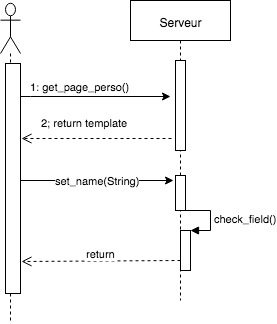 Serveur
1: get_page_perso()
2; return template
set_name(String)
check_field()
return